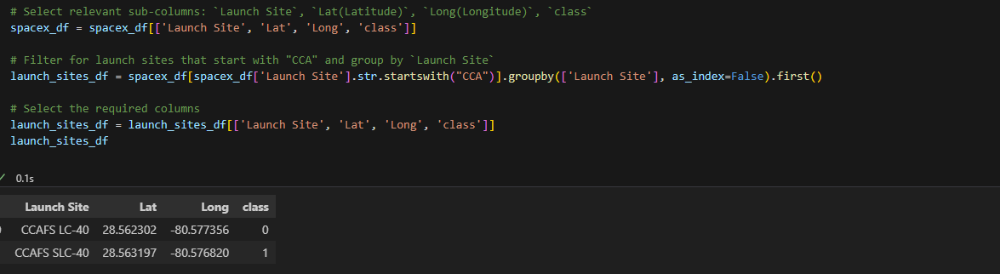 # Select relevant sub-columns: `Launch Site`, `Lat(Latitude)`, `Long(Longitude)`, `class`
spacex_df = spacex_df[['Launch Site', 'Lat', 'Long', 'class']]
# Filter for launch sites that start with "CCA" and group by `Launch Site`
launch_sites_df = spacex_df[spacex_df['Launch Site'].str.startswith("CCA")].groupby(['Launch Site'], as_index=False).first()
# Select the required columns
launch_sites_df = launch_sites_df[['Launch Site', 'Lat', 'Long', 'class']]
launch_sites_df
0.1s
Launch Site Lat Long class
CCAFS LC-40 28.562302 -80.577356 0
CCAFS SLC-40 28.563197 -80.576820 1